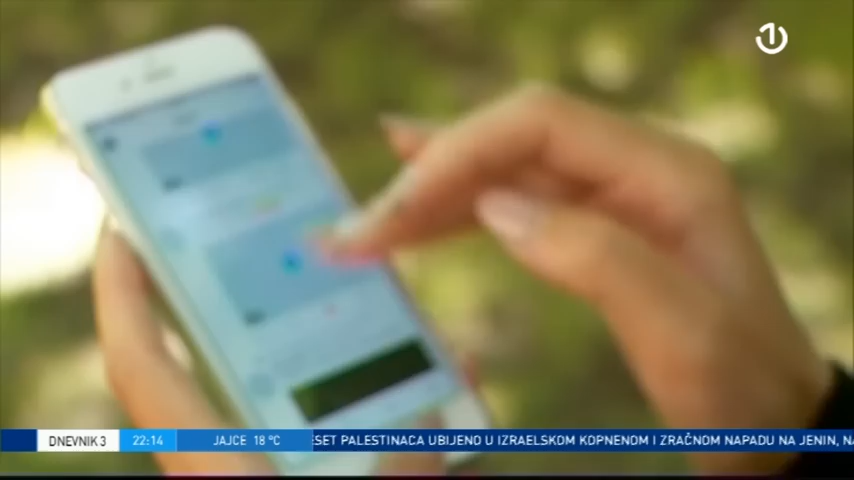 DNEVNIK 3 22:14 JAJCE 18 °C ESET PALESTINACA UBIJENO U IZRAELSKOM KOPNENOM I ZRAČNOM NAPADU NA JENIN, NA